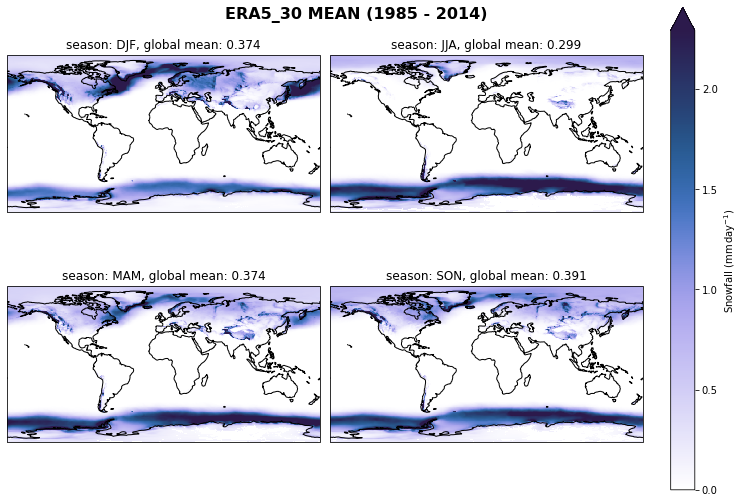 ERA5_30 MEAN (1985 - 2014)
season: DJF, global mean: 0.374
season: JJA, global mean: 0.299
season: MAM, global mean: 0.374
season: SON, global mean: 0.391
2.0
1.5
1.0
0.5
0.0
Snowfall (mm day⁻¹)